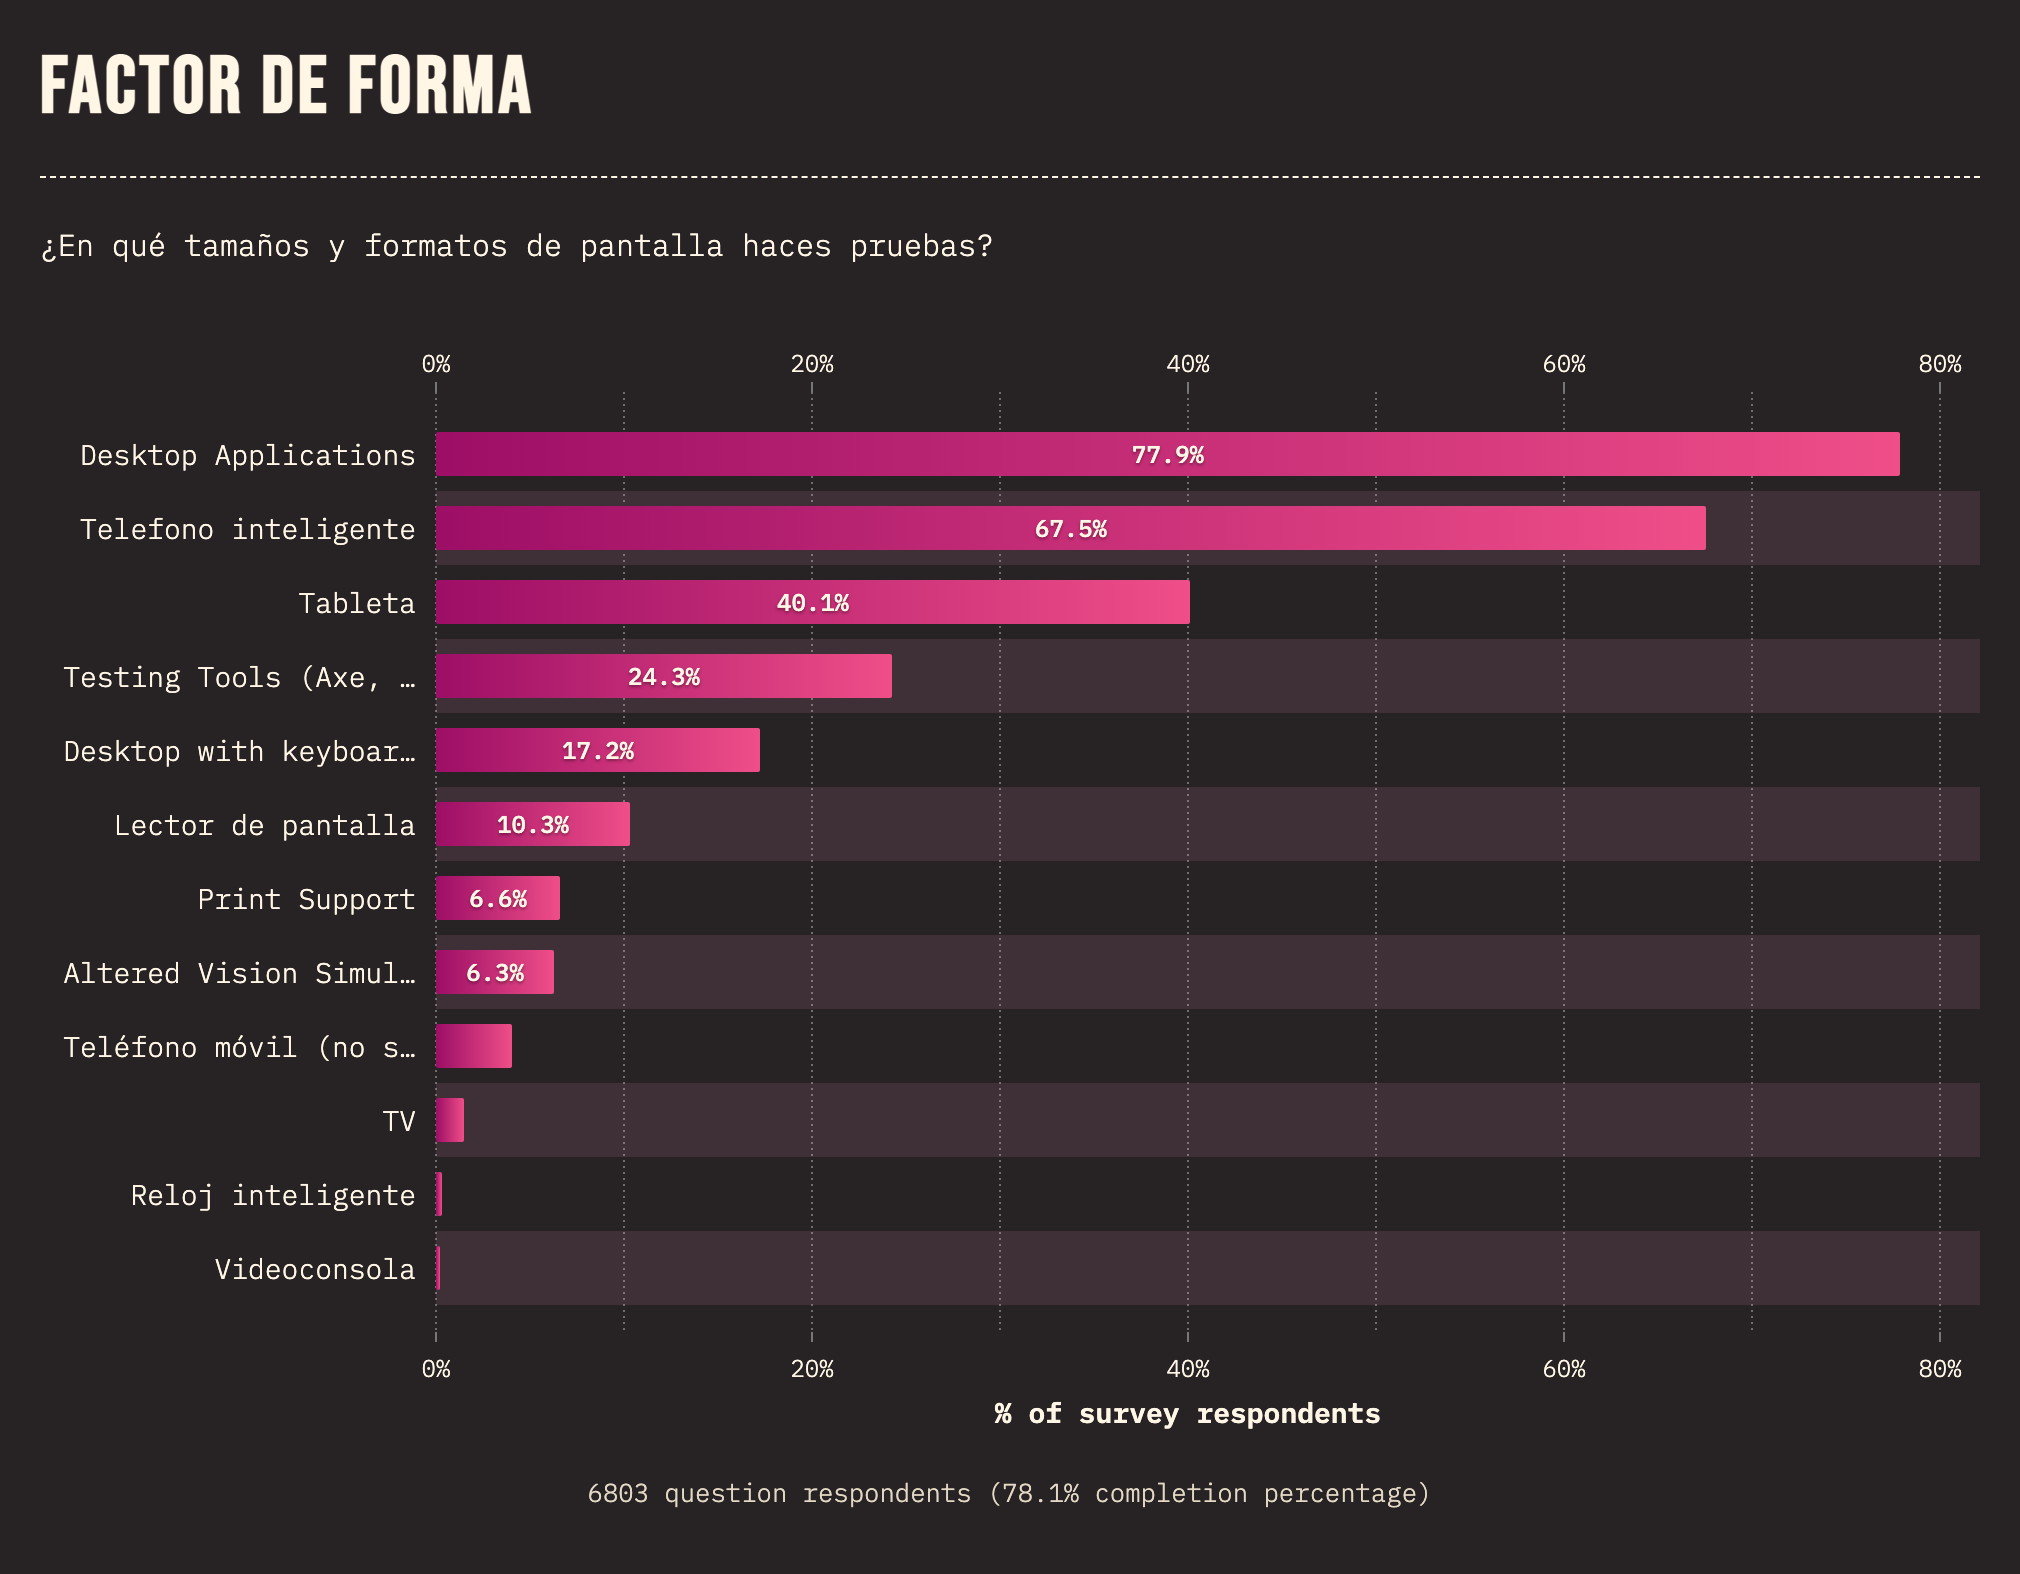 FACTOR DE FORMA
¿En qué tamaños y formatos de pantalla haces pruebas?
0% 20% 40% 60% 80%
Desktop Applications 77.9%
Telefono inteligente 67.5%
Tableta 40.1%
Testing Tools (Axe, … 24.3%
Desktop with keyboar… 17.2%
Lector de pantalla 10.3%
Print Support 6.6%
Altered Vision Simul… 6.3%
Teléfono móvil (no s…
TV
Reloj inteligente
Videoconsola
0% 20% 40% 60% 80%
% of survey respondents
6803 question respondents (78.1% completion percentage)